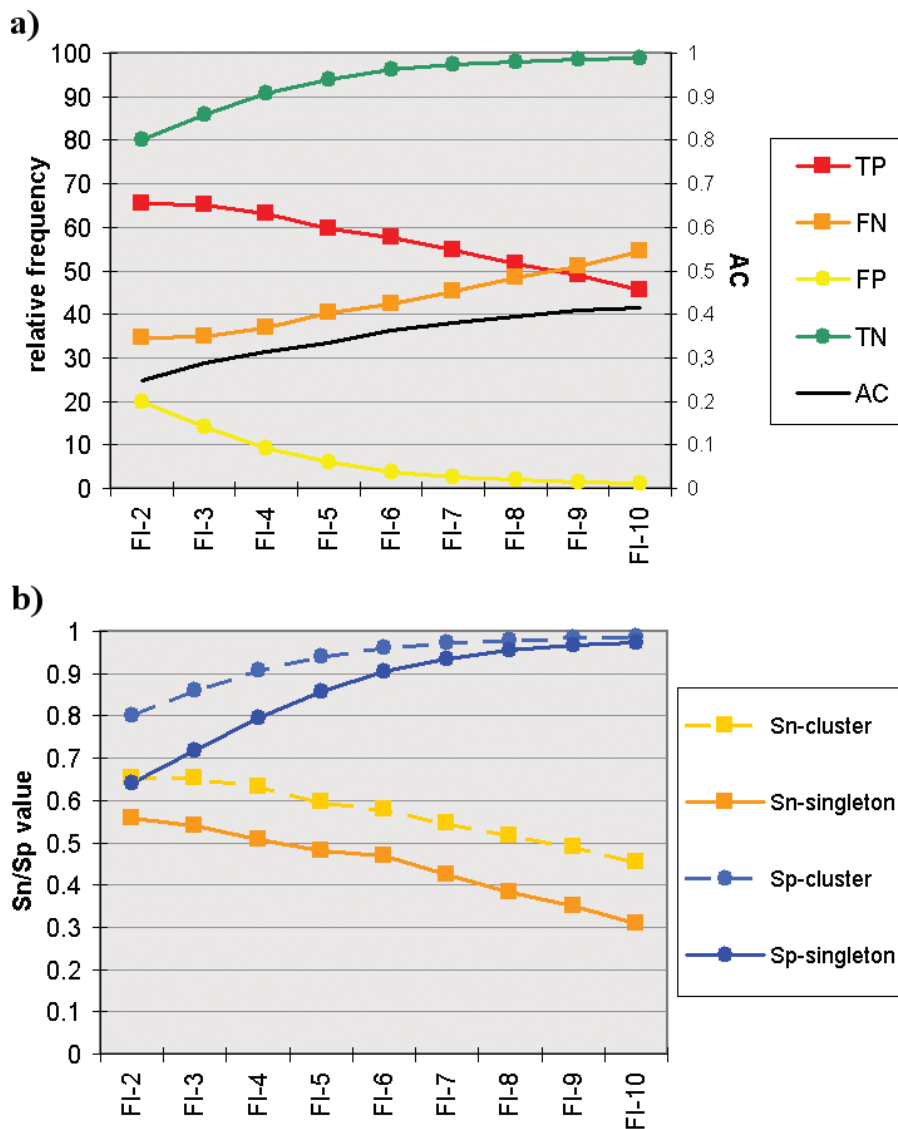 a)
100
90
80
70
60
50
40
30
20
10
0
relative frequency
1
0.9
0.8
0.7
0.6
0.5
0.4
0,3
0.2
0.1
0
AC
FI-2
FI-3
FI-4
FI-5
FI-6
FI-7
FI-8
FI-9
FI-10
TP
FN
FP
TN
AC
b)
1
0.9
0.8
0.7
0.6
0.5
0.4
0.3
0.2
0.1
0
Sn/Sp value
FI-2
FI-3
FI-4
FI-5
FI-6
FI-7
FI-8
FI-9
FI-10
Sn-cluster
Sn-singleton
Sp-cluster
Sp-singleton